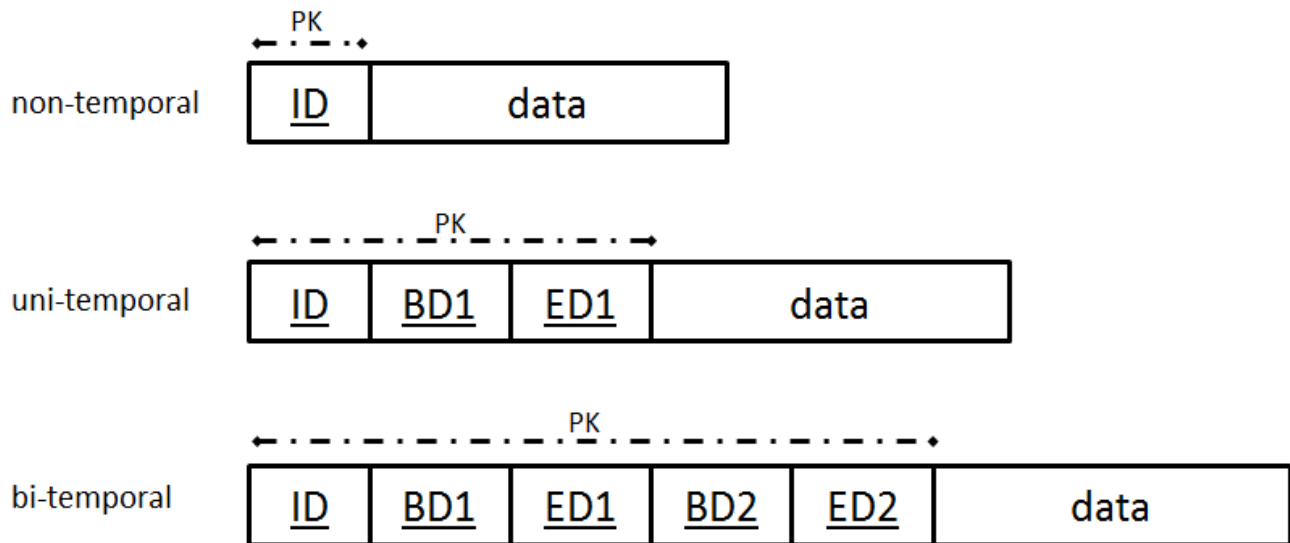 PK
non-temporal ID data
PK
uni-temporal ID BD1 ED1 data
PK
bi-temporal ID BD1 ED1 BD2 ED2 data